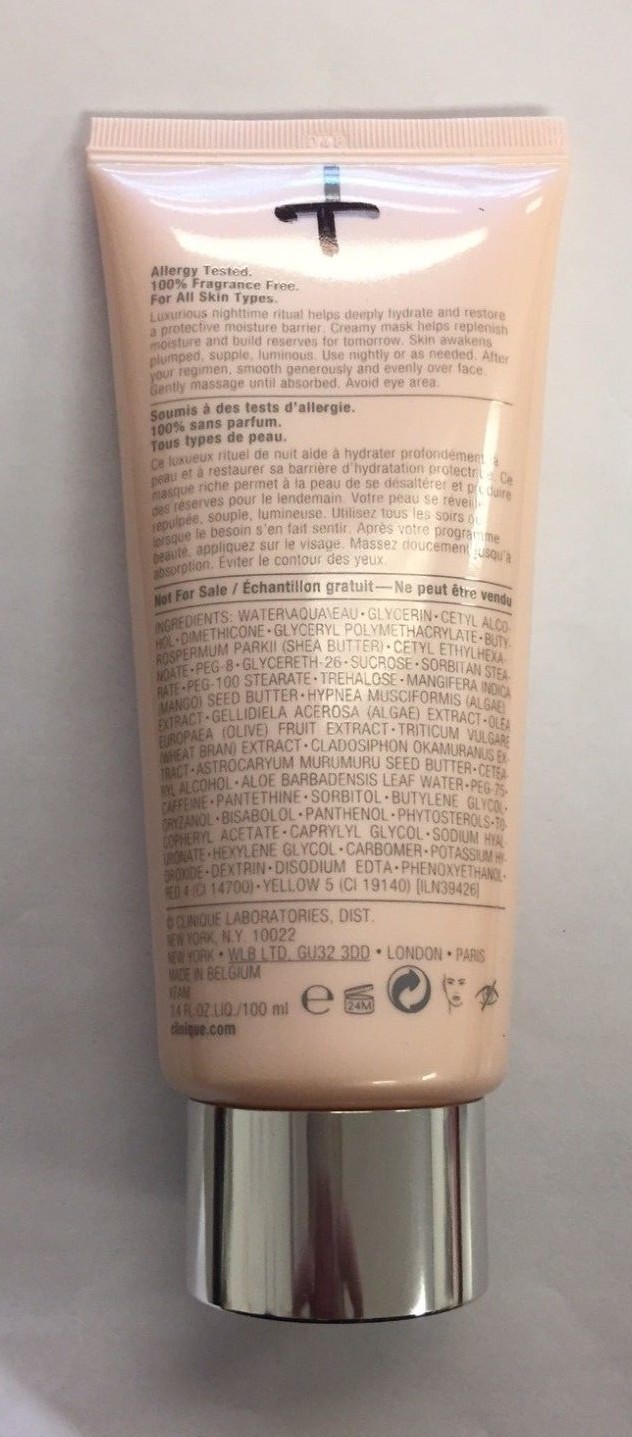 Allergy Tested.
100% Fragrance Free.
For All Skin Types.
Luxurious nighttime ritual helps deeply hydrate and restore
a protective moisture barrier. Creamy mask helps replenish
moisture and build reserves for tomorrow. Skin awakens
plumped, supple, luminous. Use nightly or as needed. After
your regimen, smooth generously and evenly over face.
Gently massage until absorbed. Avoid eye area.
Soumis à des tests d'allergie.
100% sans parfum.
Tous types de peau.
Ce luxueux rituel de nuit aide à hydrater profondément la
peau et à restaurer sa barrière d'hydratation protectrice. Ce
masque riche permet à la peau de se désaltérer et produire
des réserves pour le lendemain. Votre peau se réveille
repulpée, souple, lumineuse. Utilisez tous les soirs ou
lorsque le besoin s'en fait sentir. Après votre programme
beauté, appliquez sur le visage. Massez doucement jusqu'à
absorption. Éviter le contour des yeux.
Not For Sale / Échantillon gratuit—Ne peut être vendu
INGREDIENTS: WATER\AQUA\EAU • GLYCERIN • CETYL ALCO-
HOL • DIMETHICONE • GLYCERYL POLYMETHACRYLATE • BUTY-
ROSPERMUM PARKII (SHEA BUTTER) • CETYL ETHYLHEXA-
NOATE • PEG-8 • GLYCERETH-26 • SUCROSE • SORBITAN STEA-
RATE • PEG-100 STEARATE • TREHALOSE • MANGIFERA INDICA
(MANGO) SEED BUTTER • HYPNEA MUSCIFORMIS (ALGAE)
EXTRACT • GELLIDIELA ACEROSA (ALGAE) EXTRACT • OLEA
EUROPAEA (OLIVE) FRUIT EXTRACT • TRITICUM VULGARE
(WHEAT BRAN) EXTRACT • CLADOSIPHON OKAMURANUS EX-
TRACT • ASTROCARYUM MURUMURU SEED BUTTER • CETEA-
RYL ALCOHOL • ALOE BARBADENSIS LEAF WATER • PEG-75 •
CAFFEINE • PANTETHINE • SORBITOL • BUTYLENE GLYCOL •
ORYZANOL • BISABOLOL • PANTHENOL • PHYTOSTEROLS • TO-
COPHERYL ACETATE • CAPRYLYL GLYCOL • SODIUM HYAL-
URONATE • HEXYLENE GLYCOL • CARBOMER • POTASSIUM HY-
DROXIDE • DEXTRIN • DISODIUM EDTA • PHENOXYETHANOL •
RED 4 (CI 14700) • YELLOW 5 (CI 19140) [ILN39426]
© CLINIQUE LABORATORIES, DIST.
NEW YORK, N.Y. 10022
NEW YORK • WLB LTD. GU32 3DD • LONDON • PARIS
MADE IN BELGIUM
3.4 FL.OZ.LIQ./100 ml e 24M
clinique.com